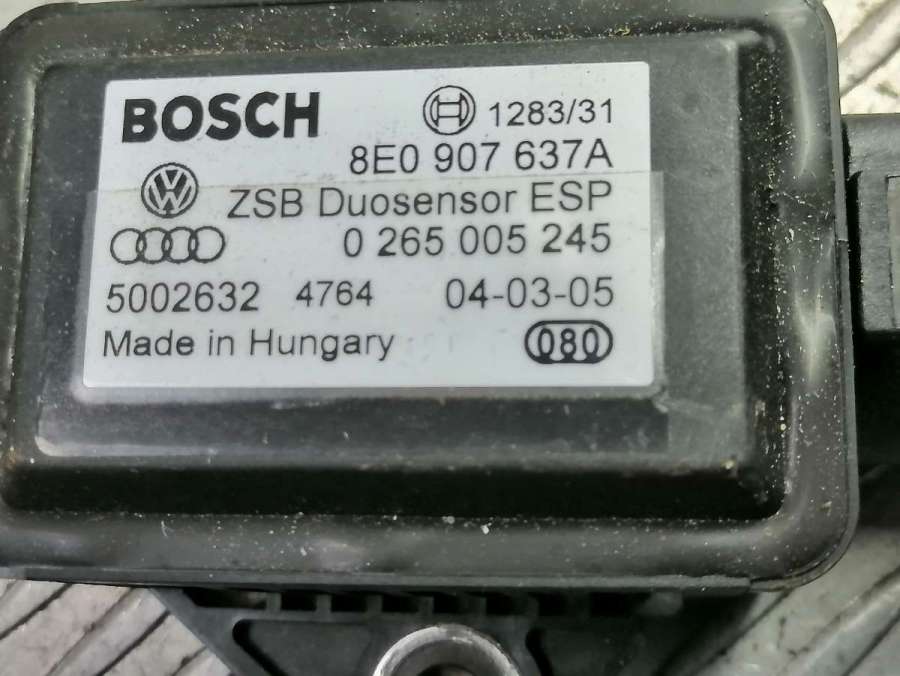 BOSCH 1283/31
8E0 907 637A
ZSB Duosensor ESP
0 265 005 245
5002632 4764 04-03-05
Made in Hungary 080